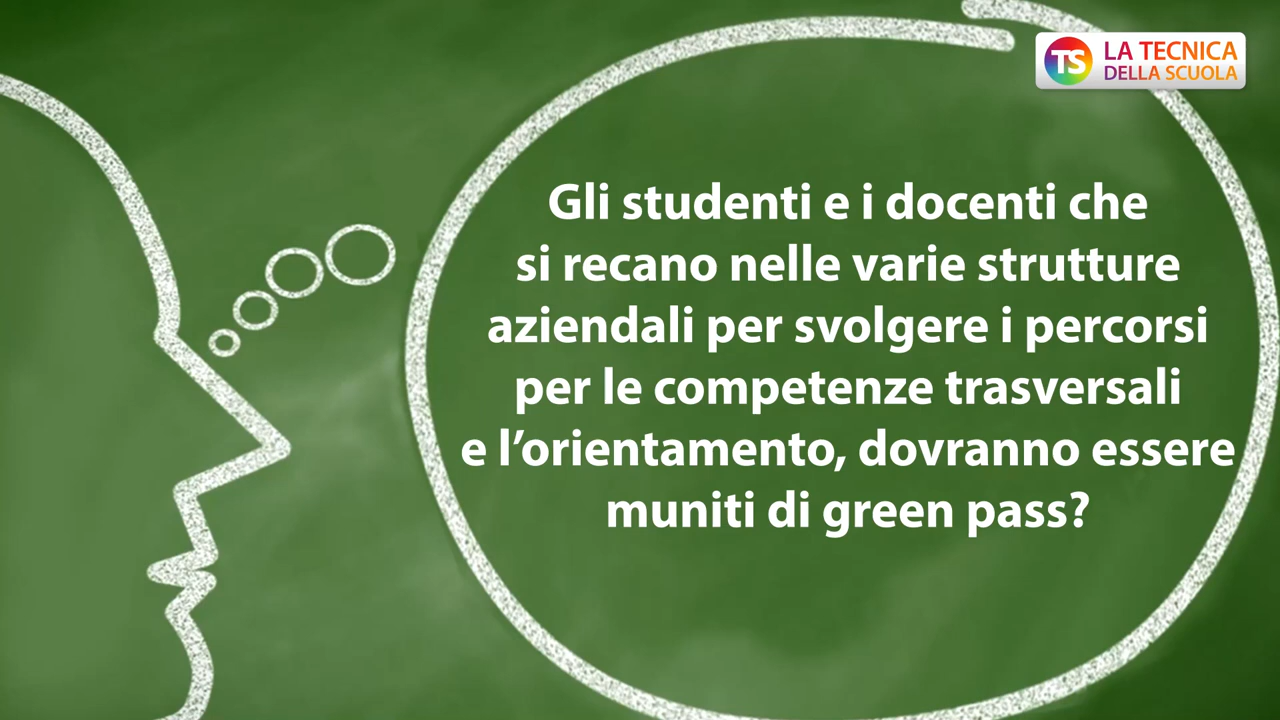 TS LA TECNICA
DELLA SCUOLA
Gli studenti e i docenti che
si recano nelle varie strutture
aziendali per svolgere i percorsi
per le competenze trasversali
e l’orientamento, dovranno essere
muniti di green pass?